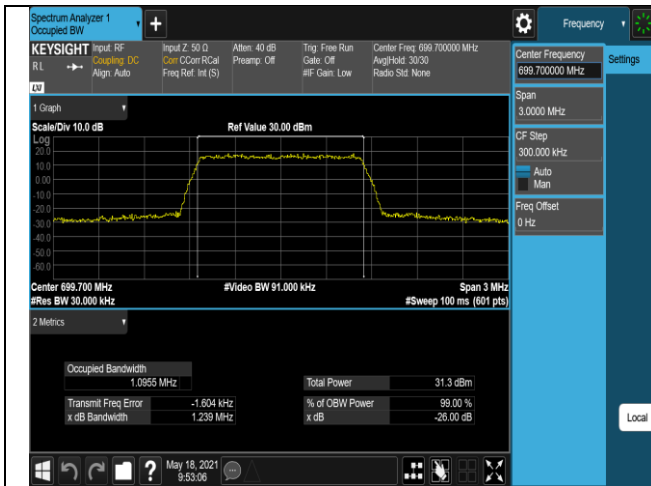 Spectrum Analyzer 1
Occupied BW
+
Frequency
KEYSIGHT
RL
LXI
Input: RF
Coupling: DC
Align: Auto
Input Z: 50 Ω
Corr CCorr RCal
Freq Ref: Int (S)
Atten: 40 dB
Preamp: Off
Trig: Free Run
Gate: Off
#IF Gain: Low
Center Freq: 699.700000 MHz
Avg|Hold: 30/30
Radio Std: None
Center Frequency
699.700000 MHz
Settings
Span
3.0000 MHz
CF Step
300.000 kHz
Auto
Man
Freq Offset
0 Hz
1 Graph
Scale/Div 10.0 dB
Ref Value 30.00 dBm
Log
20.0
10.0
0.00
-10.0
-20.0
-30.0
-40.0
-50.0
-60.0
Center 699.700 MHz
#Video BW 91.000 kHz
Span 3 MHz
#Res BW 30.000 kHz
#Sweep 100 ms (601 pts)
2 Metrics
Occupied Bandwidth
1.0955 MHz
Total Power 31.3 dBm
Transmit Freq Error -1.604 kHz
% of OBW Power 99.00 %
x dB Bandwidth 1.239 MHz
x dB -26.00 dB
Local
?
May 18, 2021
9:53:06